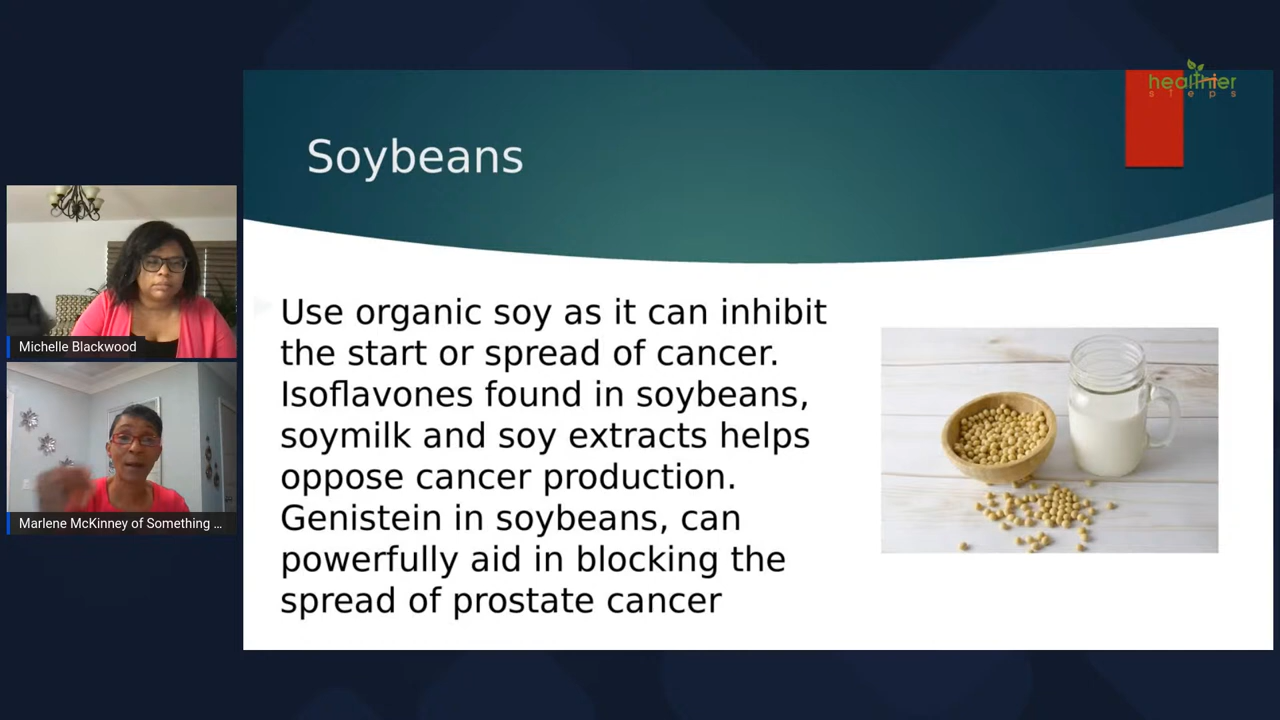 healthier
steps
Soybeans
Michelle Blackwood
Marlene McKinney of Something ...
Use organic soy as it can inhibit
the start or spread of cancer.
Isoflavones found in soybeans,
soymilk and soy extracts helps
oppose cancer production.
Genistein in soybeans, can
powerfully aid in blocking the
spread of prostate cancer